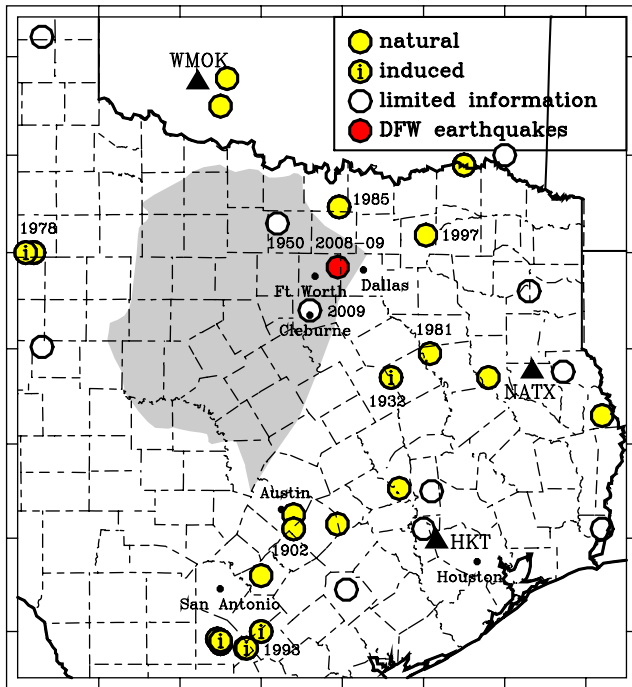 WMOK
natural
i induced
limited information
DFW earthquakes
1985
1978
i
1997
1950 2008-09
Ft Worth
Dallas
2009
Cleburne
1981
i
1932
NATX
Austin
1902
HKT
Houston
San Antonio
i
i
i
1993